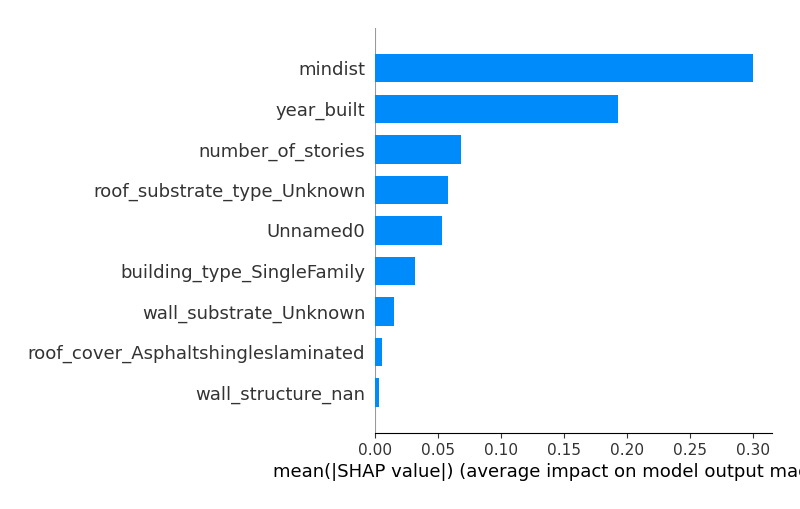 mindist
year_built
number_of_stories
roof_substrate_type_Unknown
Unnamed0
building_type_SingleFamily
wall_substrate_Unknown
roof_cover_Asphaltshingleslaminated
wall_structure_nan
0.00 0.05 0.10 0.15 0.20 0.25 0.30
mean(|SHAP value|) (average impact on model output